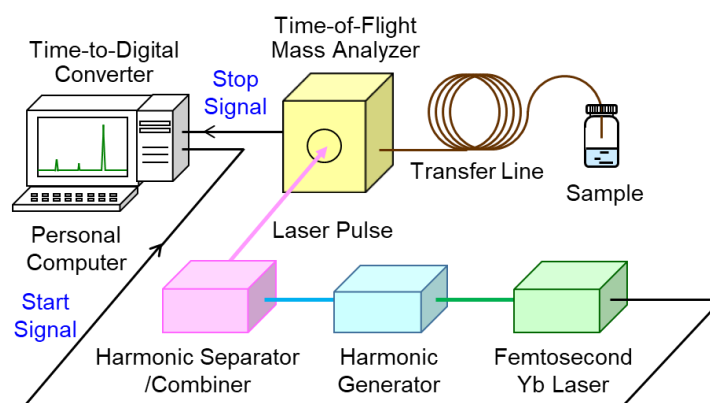 Time-to-Digital
Converter
Time-of-Flight
Mass Analyzer
Stop
Signal
Transfer Line
Sample
Personal
Computer
Laser Pulse
Start
Signal
Harmonic Separator
/Combiner
Harmonic
Generator
Femtosecond
Yb Laser